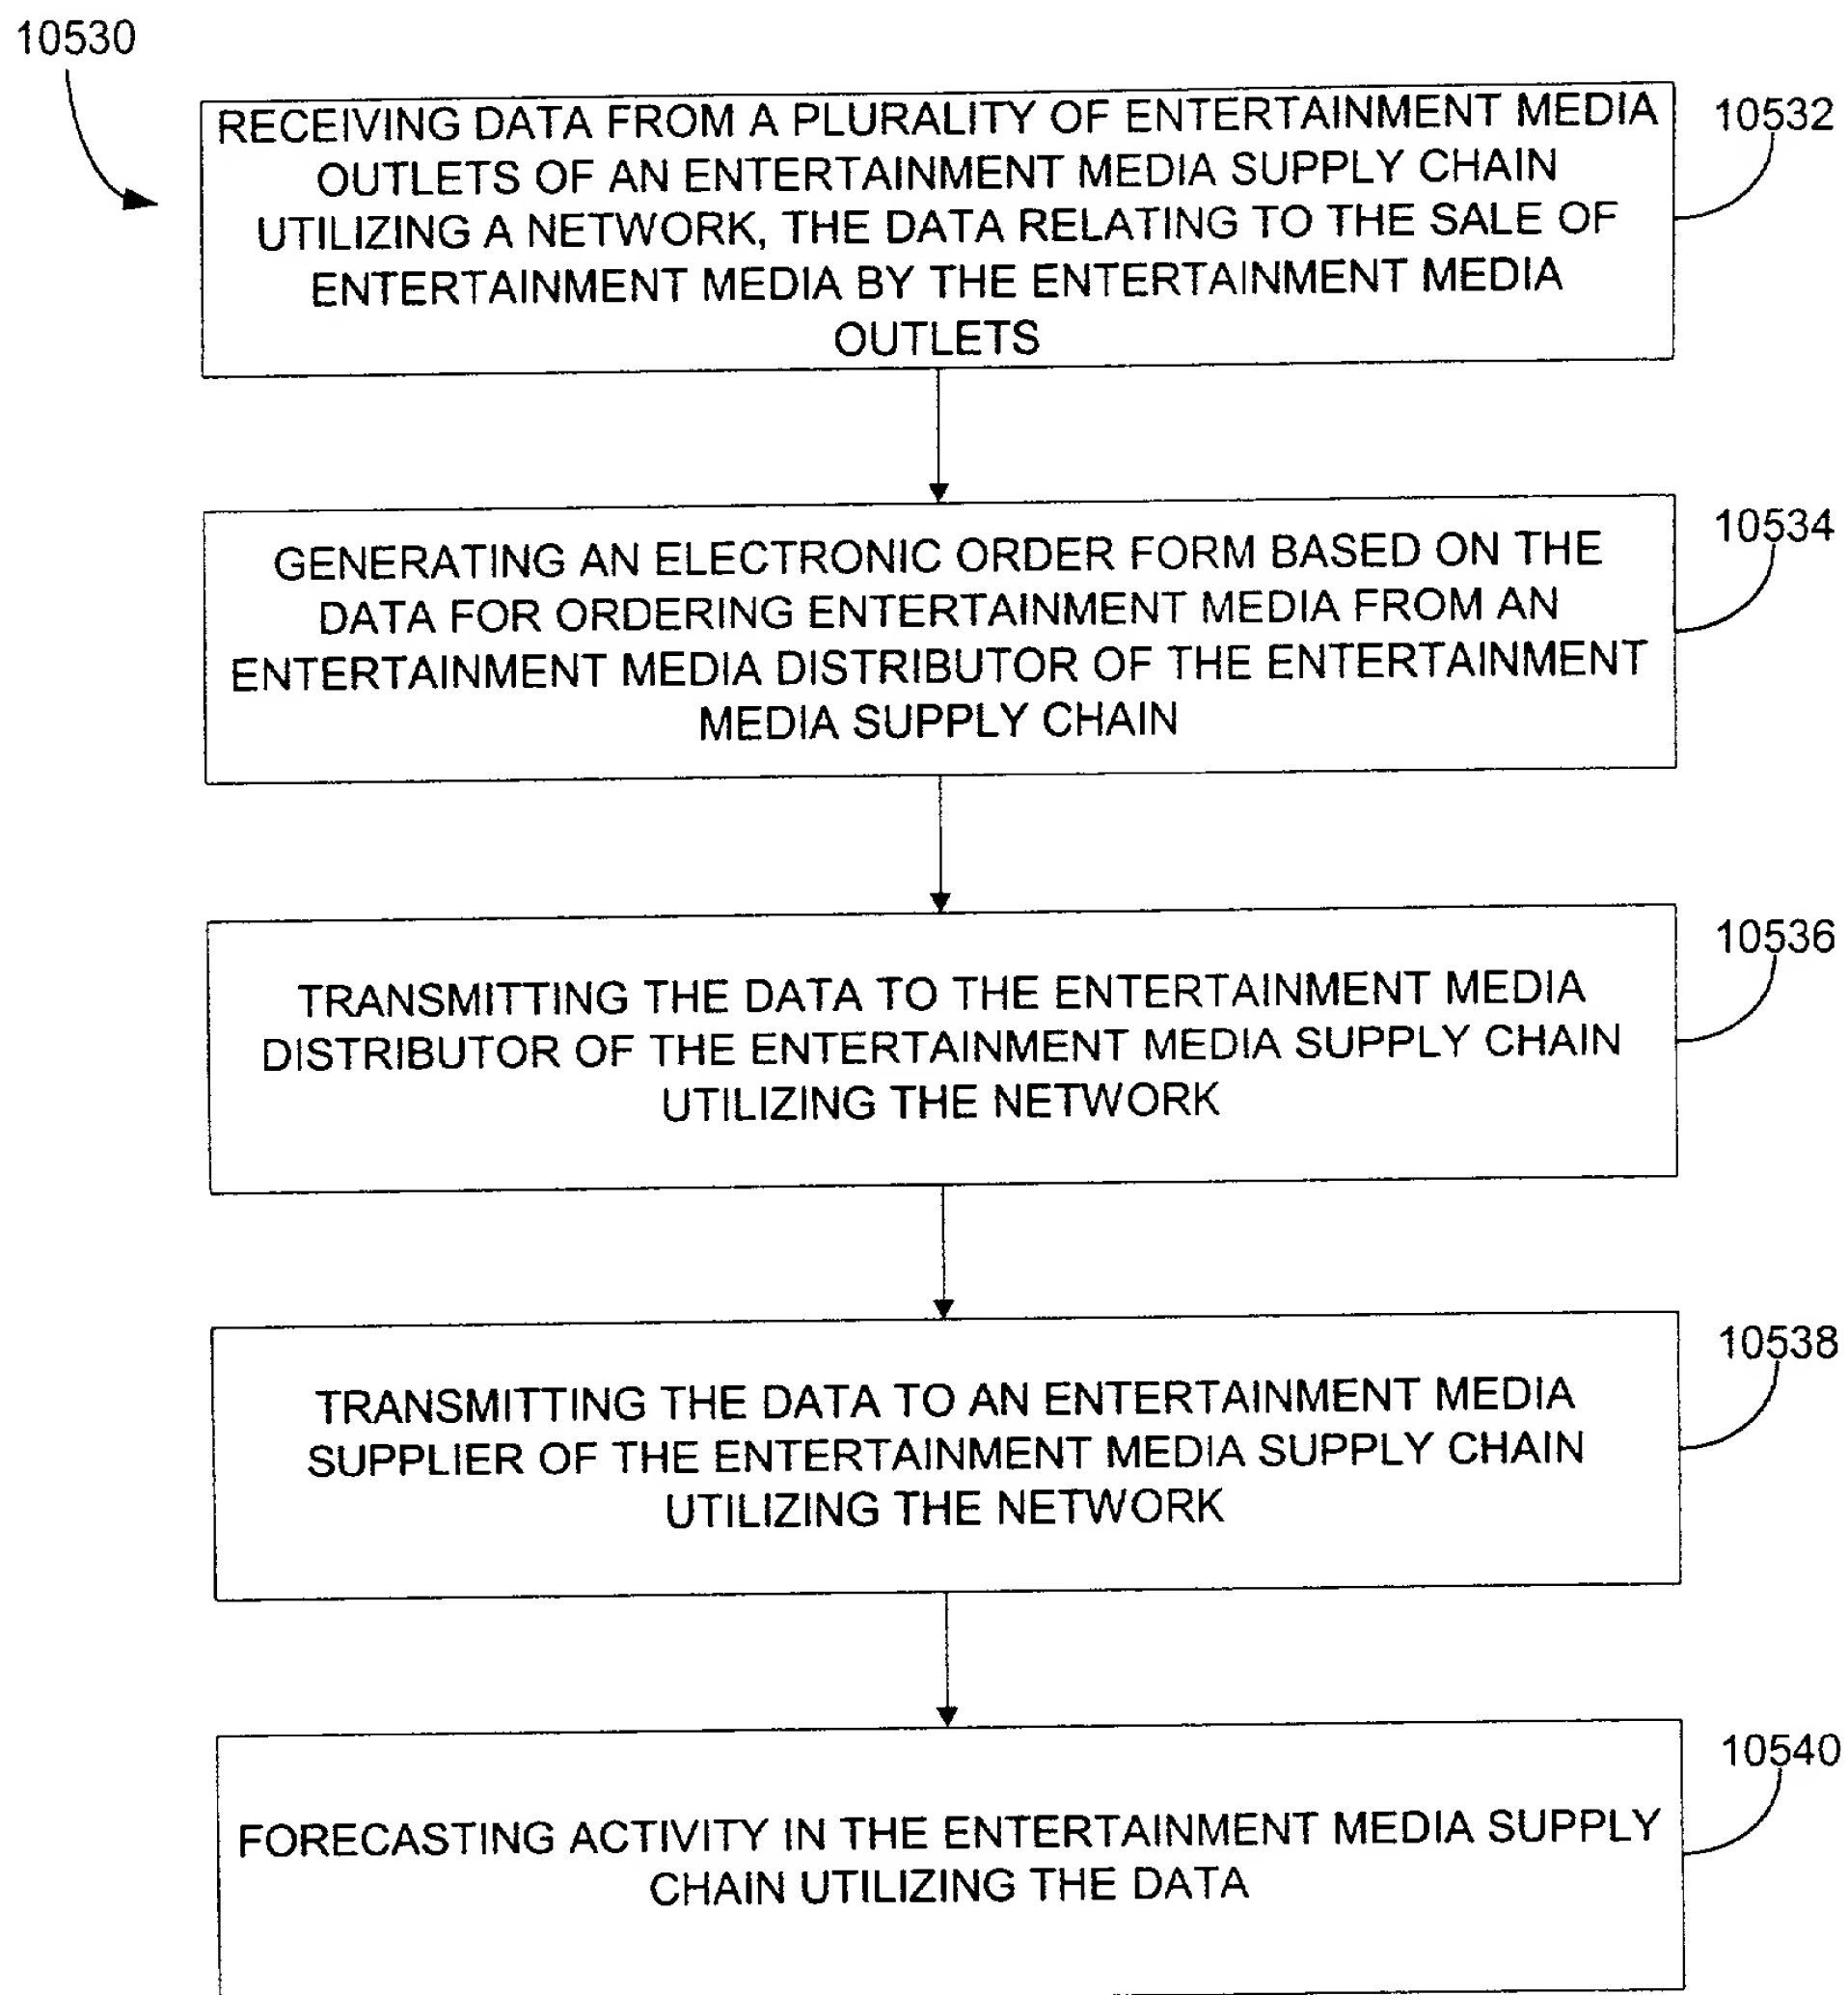 10530
RECEIVING DATA FROM A PLURALITY OF ENTERTAINMENT MEDIA
OUTLETS OF AN ENTERTAINMENT MEDIA SUPPLY CHAIN
UTILIZING A NETWORK, THE DATA RELATING TO THE SALE OF
ENTERTAINMENT MEDIA BY THE ENTERTAINMENT MEDIA
OUTLETS
10532
GENERATING AN ELECTRONIC ORDER FORM BASED ON THE
DATA FOR ORDERING ENTERTAINMENT MEDIA FROM AN
ENTERTAINMENT MEDIA DISTRIBUTOR OF THE ENTERTAINMENT
MEDIA SUPPLY CHAIN
10534
TRANSMITTING THE DATA TO THE ENTERTAINMENT MEDIA
DISTRIBUTOR OF THE ENTERTAINMENT MEDIA SUPPLY CHAIN
UTILIZING THE NETWORK
10536
TRANSMITTING THE DATA TO AN ENTERTAINMENT MEDIA
SUPPLIER OF THE ENTERTAINMENT MEDIA SUPPLY CHAIN
UTILIZING THE NETWORK
10538
FORECASTING ACTIVITY IN THE ENTERTAINMENT MEDIA SUPPLY
CHAIN UTILIZING THE DATA
10540